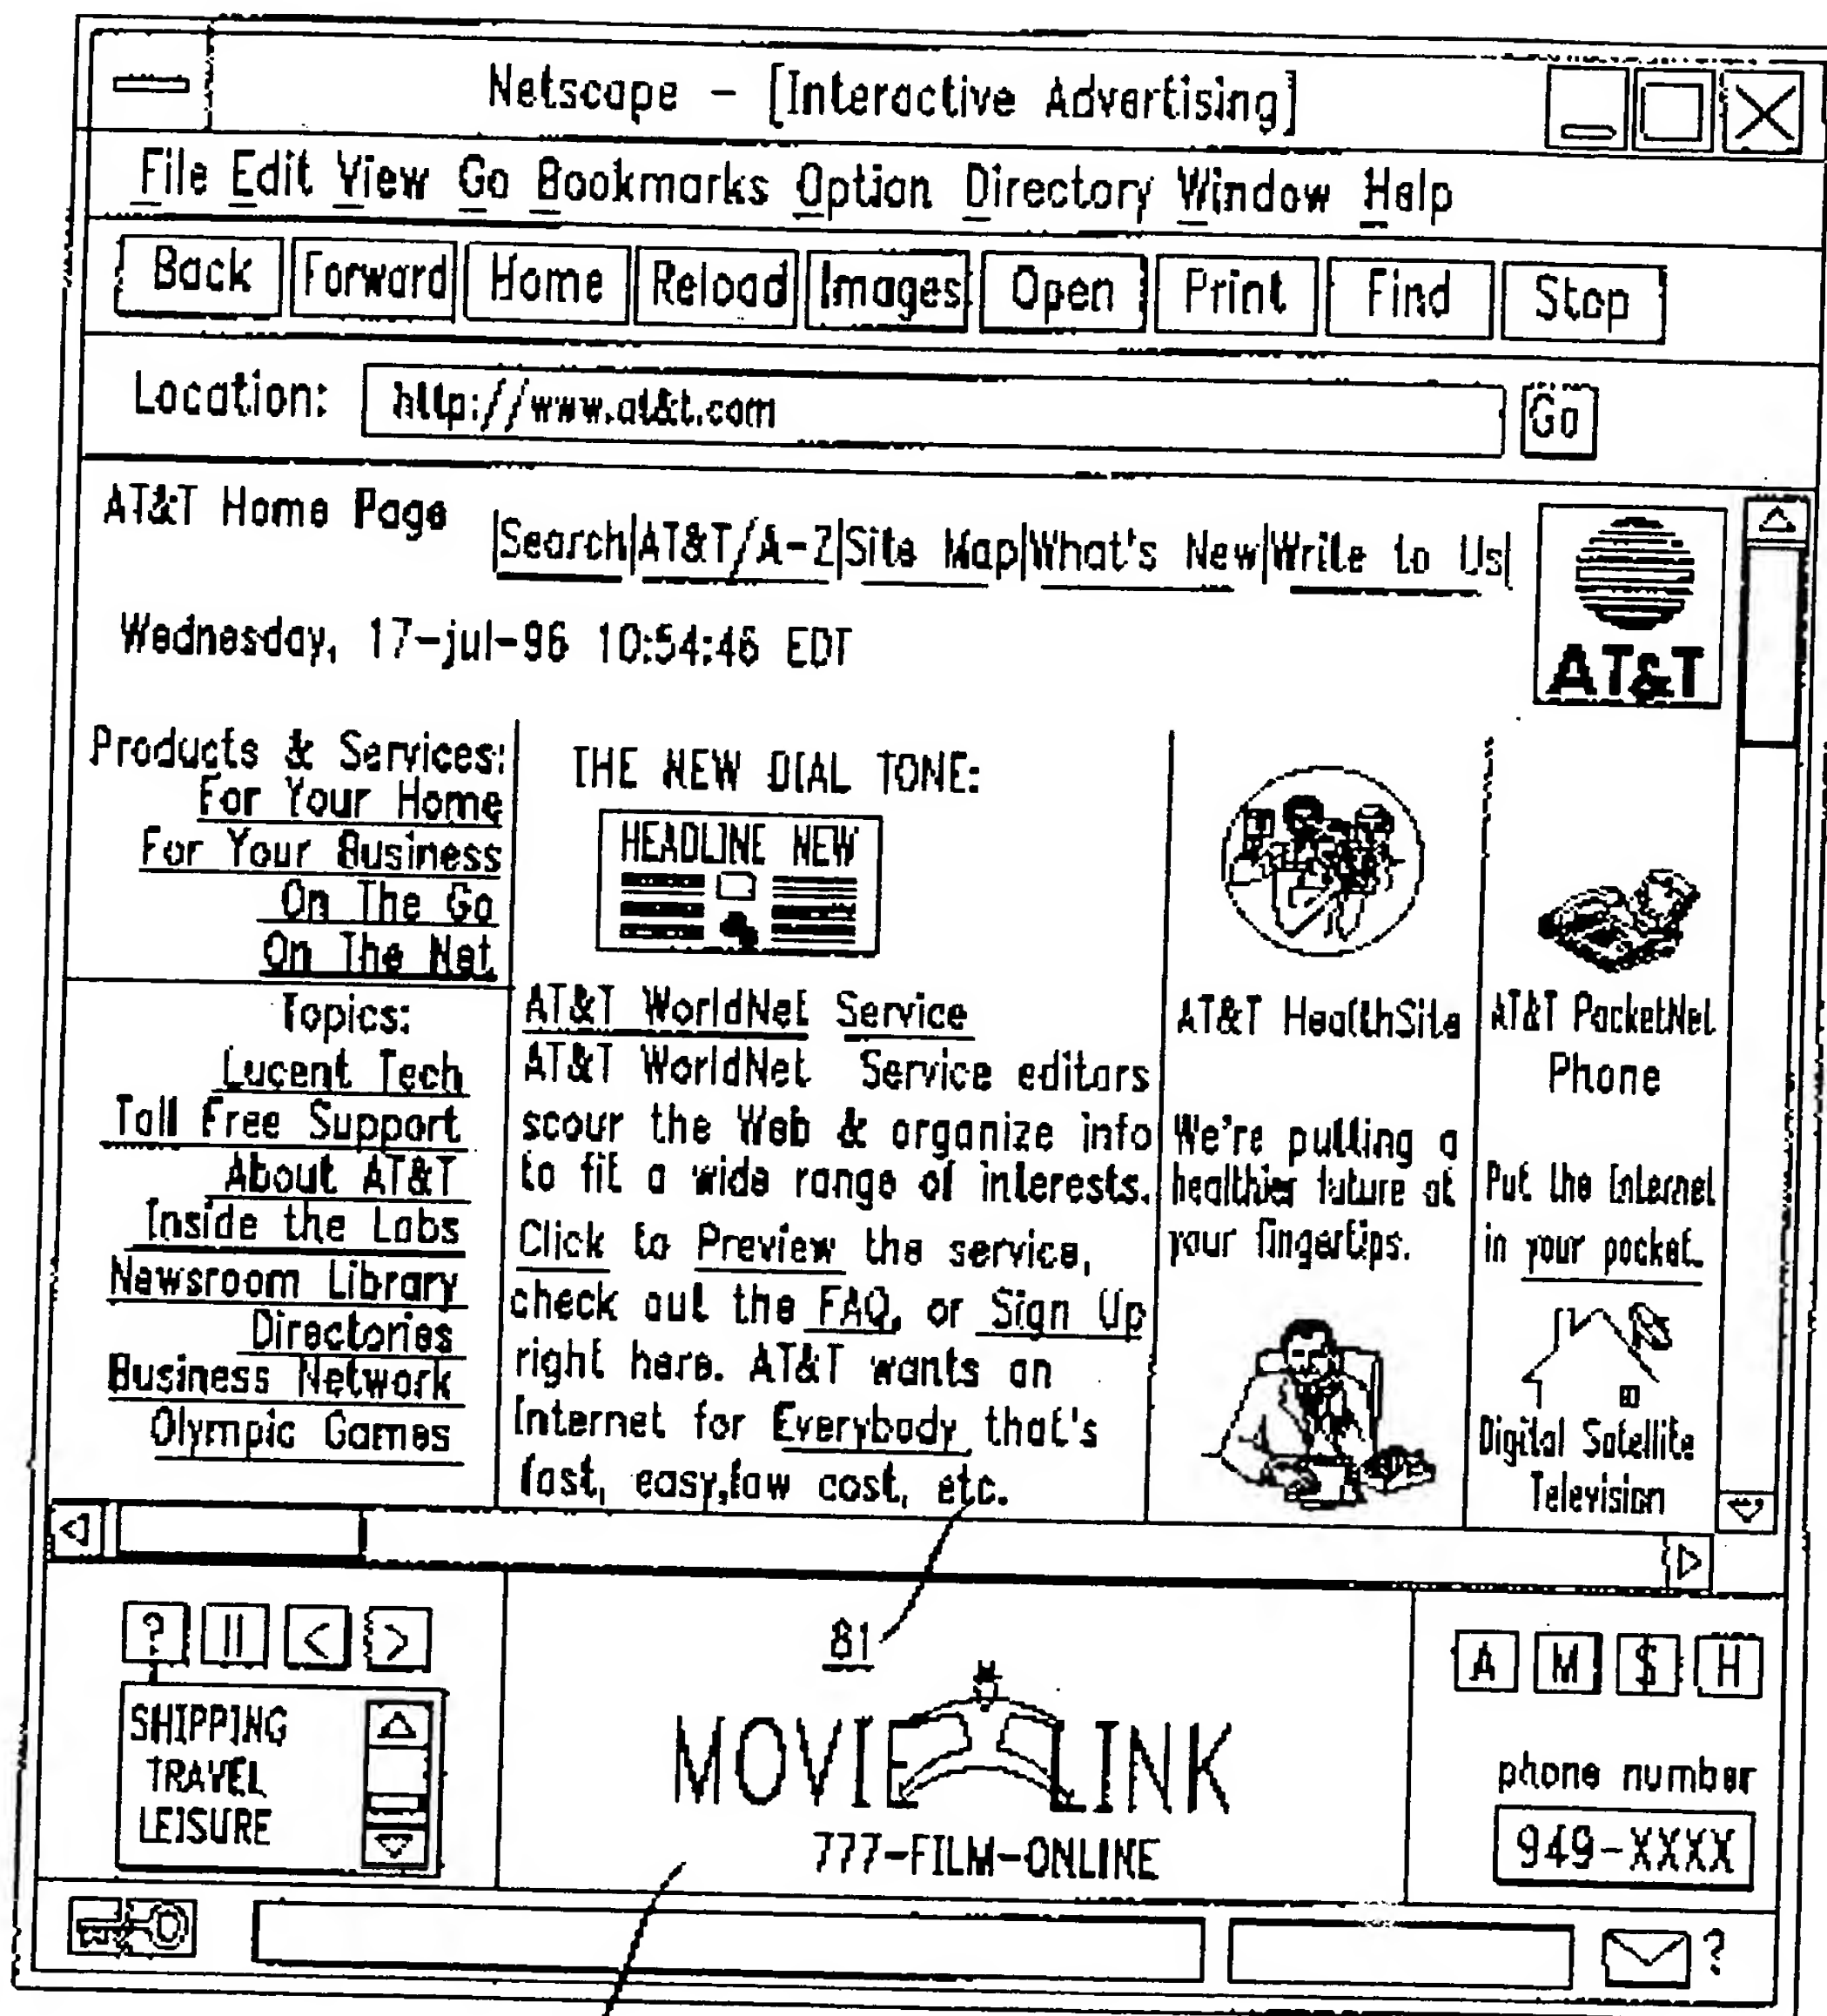 Netscape - [Interactive Advertising]
File Edit View Go Bookmarks Option Directory Window Help
Back Forward Home Reload Images Open Print Find Stop
Location: http://www.at&t.com Go
AT&T Home Page
|Search|AT&T/A-Z|Site Map|What's New|Write to Us|
AT&T
Wednesday, 17-jul-96 10:54:46 EDT
Products & Services:
For Your Home
For Your Business
On The Go
On The Net
Topics:
Lucent Tech
Toll Free Support
About AT&T
Inside the Labs
Newsroom Library
Directories
Business Network
Olympic Games
THE NEW DIAL TONE:
HEADLINE NEW
AT&T WorldNet Service
AT&T WorldNet Service editors
scour the Web & organize info
to fit a wide range of interests.
Click to Preview the service,
check out the FAQ, or Sign Up
right here. AT&T wants an
Internet for Everybody that's
fast, easy,low cost, etc.
AT&T HealthSite
We're putting a
healthier future at
your fingertips.
AT&T PocketNet
Phone
Put the Internet
in your pocket.
Digital Satellite
Television
? || < >
SHIPPING
TRAVEL
LEISURE
81
MOVIE LINK
777-FILM-ONLINE
A M $ H
phone number
949-XXXX
?